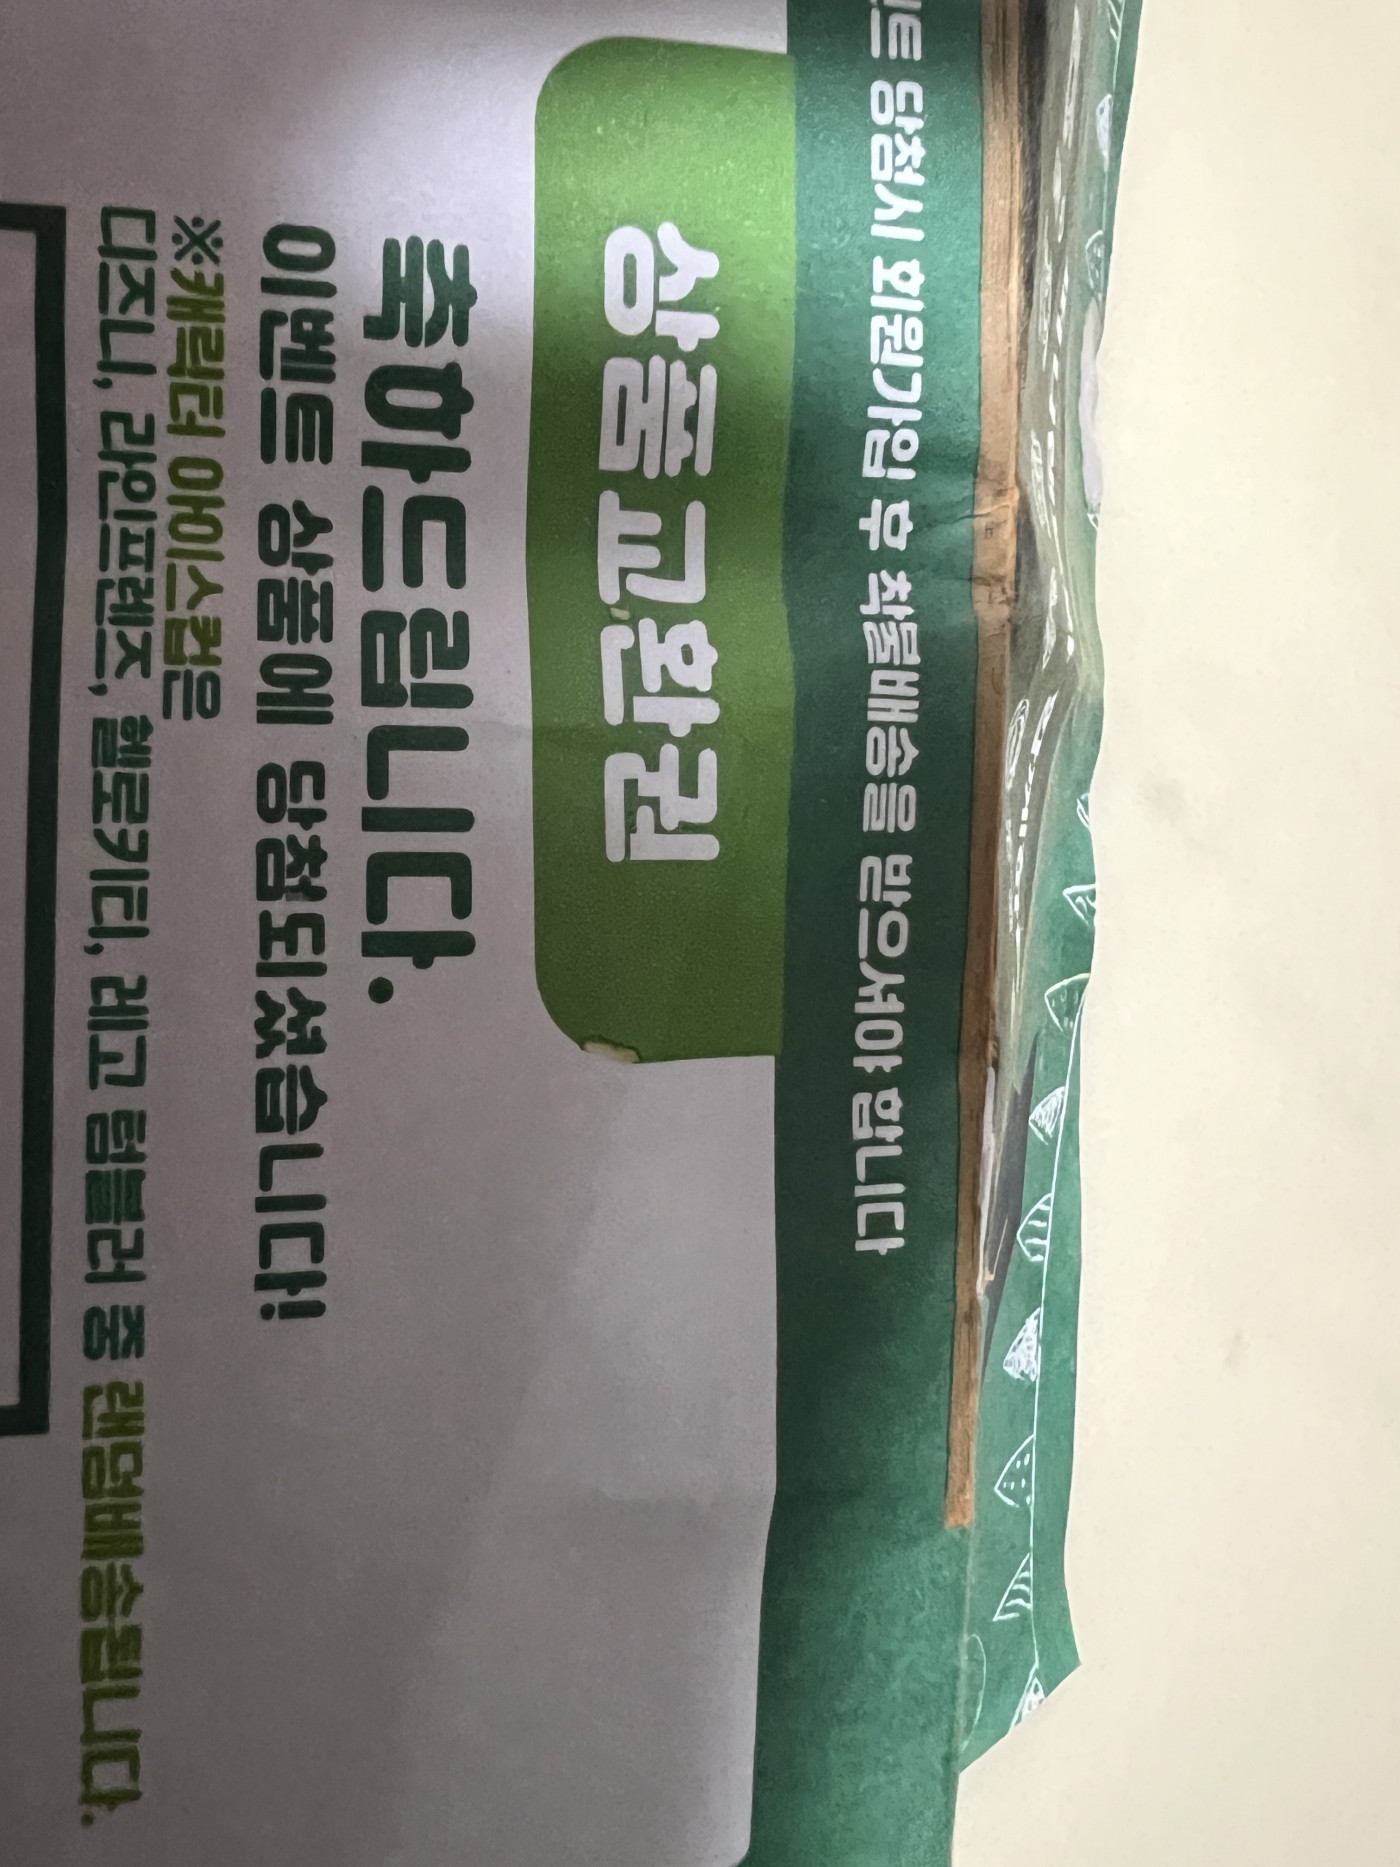 당첨시 회원가입 후 착불배송을 받으셔야 합니다
상품교환권
축하드립니다.
이벤트 상품에 당첨되셨습니다!
※캐릭터 아이스컵은
디즈니, 라인프렌즈, 헬로키티, 레고 텀블러 중 랜덤배송됩니다.